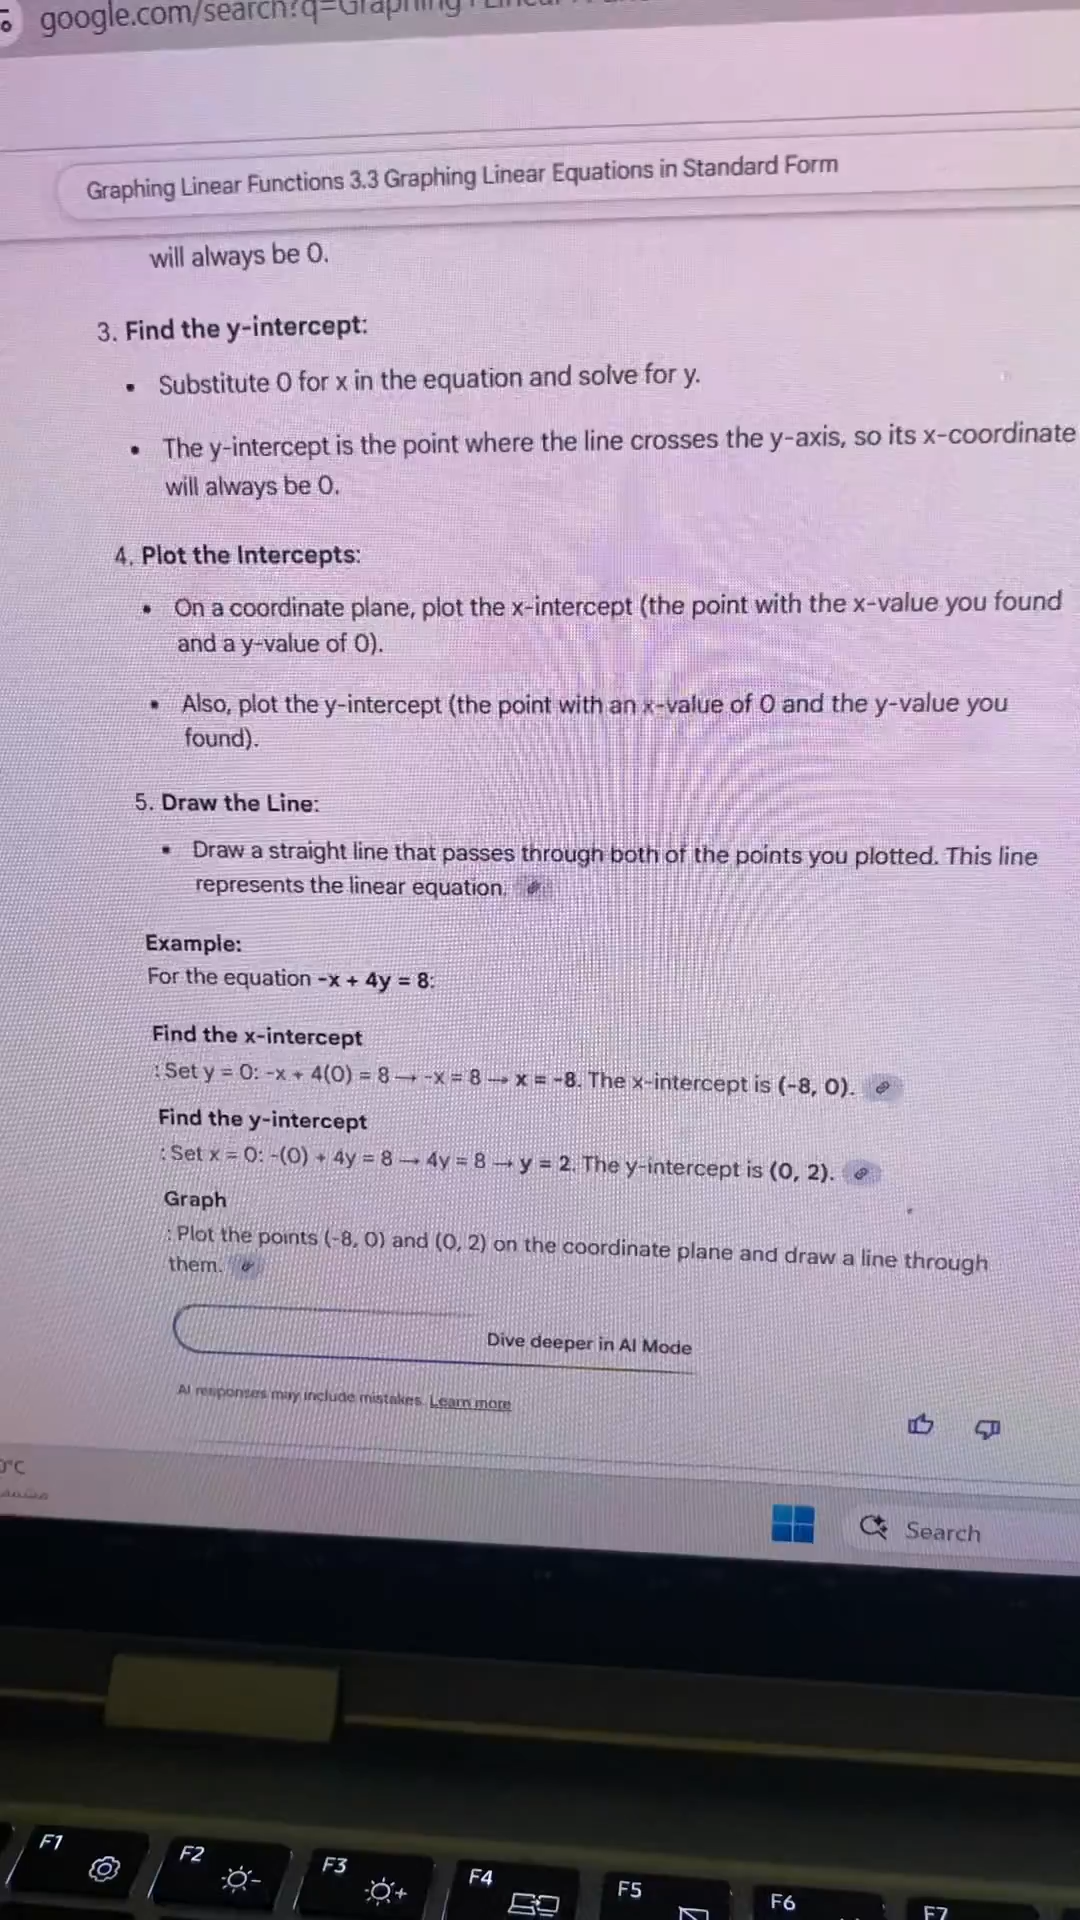 google.com/search?q=Graphing+Linear+
Graphing Linear Functions 3.3 Graphing Linear Equations in Standard Form
will always be 0.
3. Find the y-intercept:
• Substitute 0 for x in the equation and solve for y.
• The y-intercept is the point where the line crosses the y-axis, so its x-coordinate
will always be 0.
4. Plot the Intercepts:
• On a coordinate plane, plot the x-intercept (the point with the x-value you found
and a y-value of 0).
• Also, plot the y-intercept (the point with an x-value of 0 and the y-value you
found).
5. Draw the Line:
• Draw a straight line that passes through both of the points you plotted. This line
represents the linear equation.
Example:
For the equation -x + 4y = 8:
Find the x-intercept
: Set y = 0: -x + 4(0) = 8 → -x = 8 → x = -8. The x-intercept is (-8, 0).
Find the y-intercept
: Set x = 0: -(0) + 4y = 8 → 4y = 8 → y = 2. The y-intercept is (0, 2).
Graph
: Plot the points (-8, 0) and (0, 2) on the coordinate plane and draw a line through
them.
Dive deeper in AI Mode
AI responses may include mistakes. Learn more
0°C
Search
F1
F2
F3
F4
F5
F6
F7